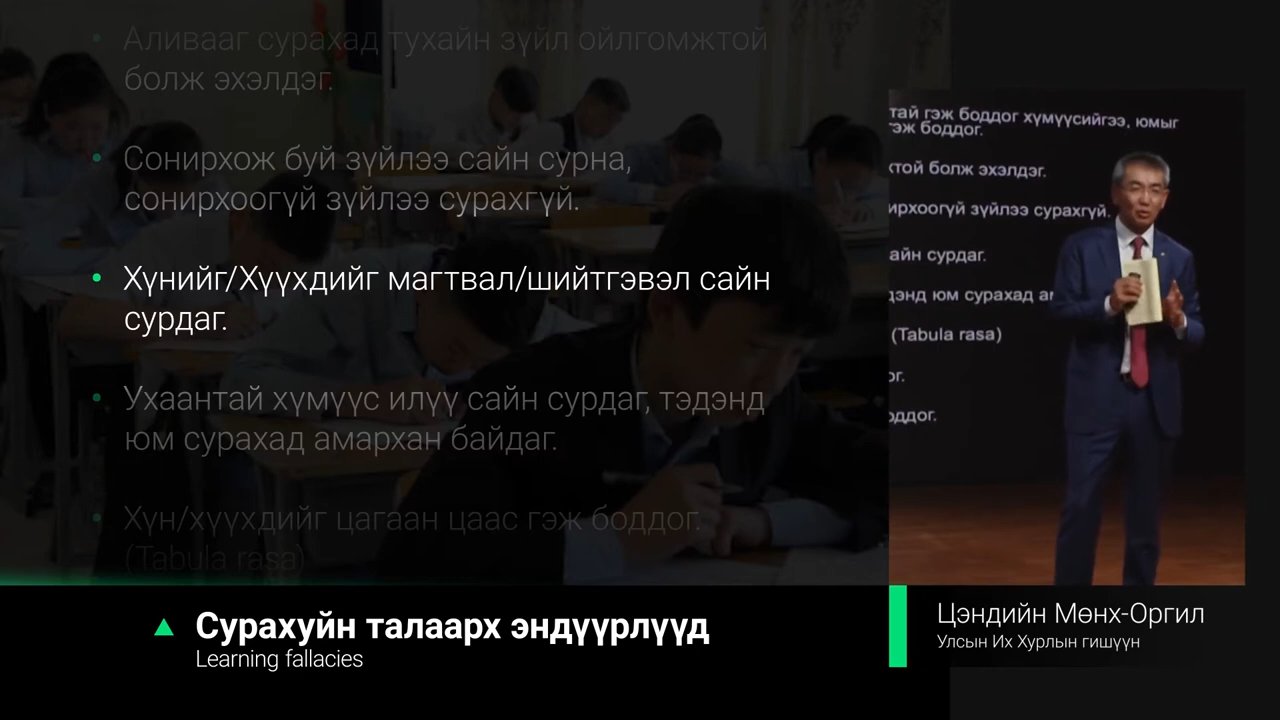 Аливааг сурахад тухайн зүйл ойлгомжтой
болж эхэлдэг.
Сонирхож буй зүйлээ сайн сурна,
сонирхоогүй зүйлээ сурахгүй.
Хүнийг/Хүүхдийг магтвал/шийтгэвэл сайн
сурдаг.
Ухаантай хүмүүс илүү сайн сурдаг, тэдэнд
юм сурахад амархан байдаг.
Хүн/хүүхдийг цагаан цаас гэж боддог.
(Tabula rasa)
тай гэж боддог хүмүүсийгээ, юмыг
гэж боддог.
ктой болж эхэлдэг.
ирхоогүй зүйлээ сурахгүй.
айн сурдаг.
дэнд юм сурахад ам
(Tabula rasa)
ог.
оддог.
Сурахуйн талаарх эндүүрлүүд
Learning fallacies
Цэндийн Мөнх-Оргил
Улсын Их Хурлын гишүүн